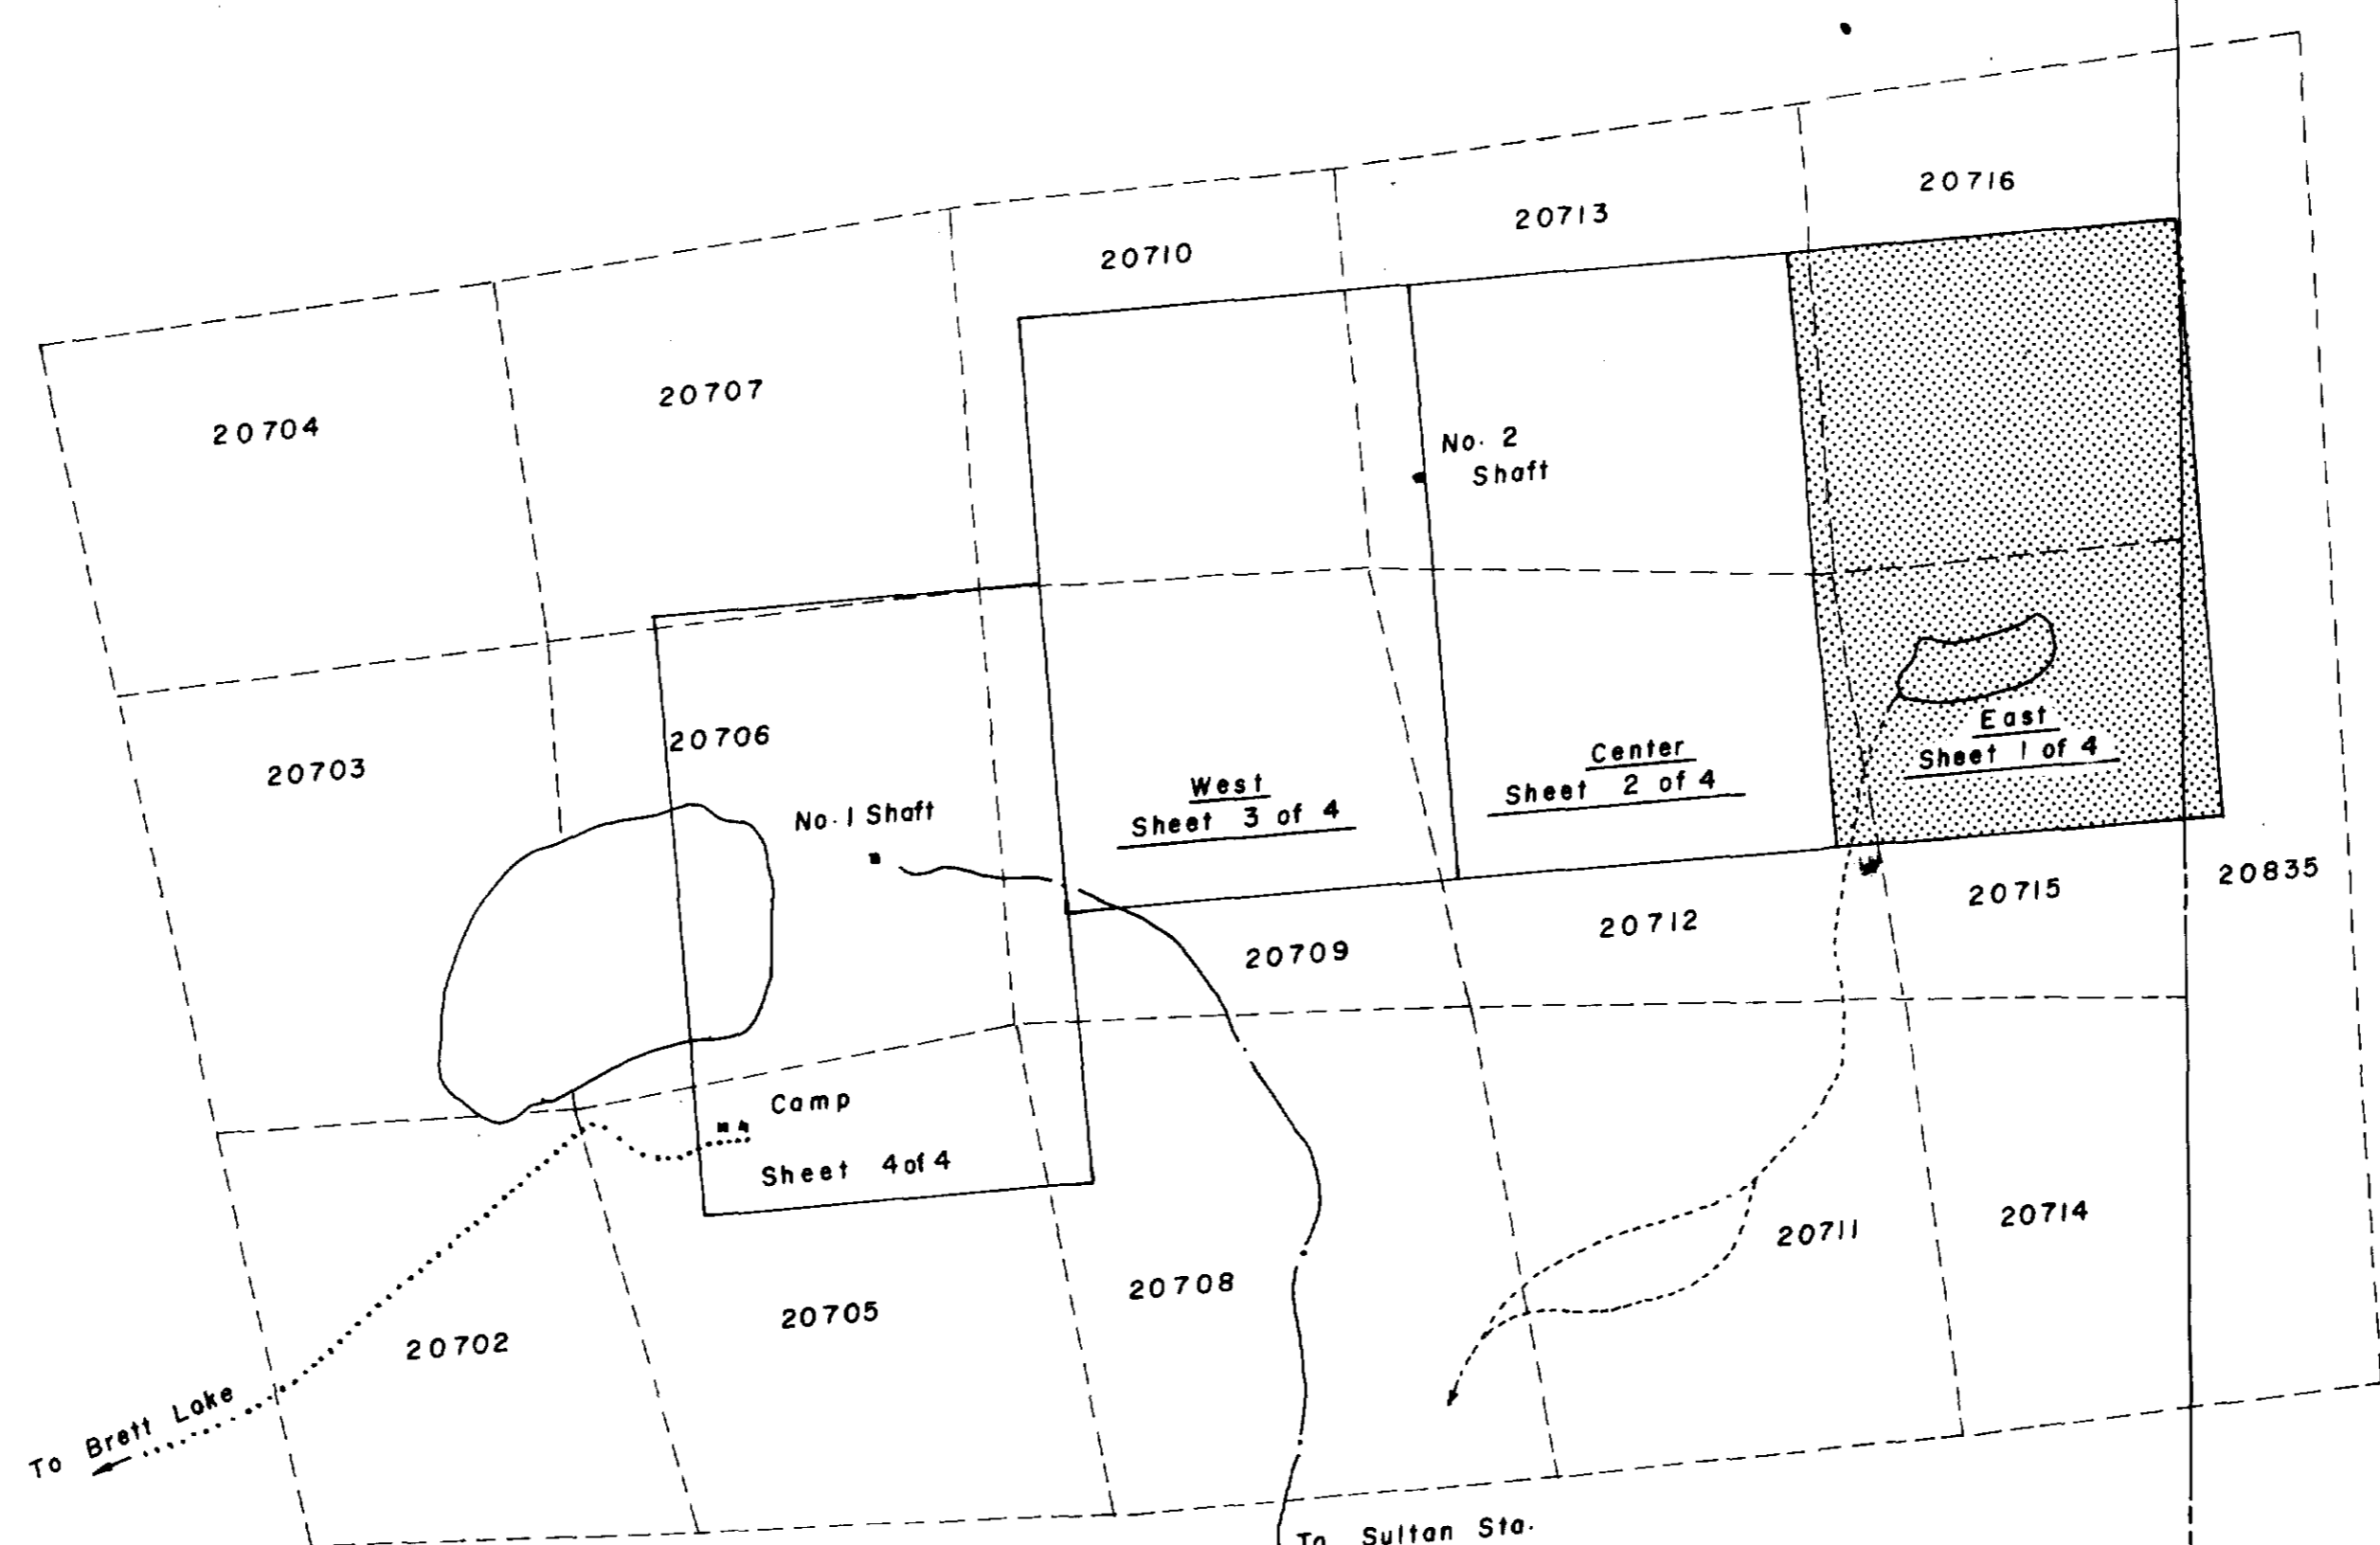 20716
20713
20710
20707
20704
No. 2
Shaft
East
Sheet 1 of 4
20706
Center
Sheet 2 of 4
20703
West
Sheet 3 of 4
No. 1 Shaft
20835
20715
20712
20709
Camp
Sheet 4 of 4
20714
20711
20708
20705
20702
To Brett Lake
To Sultan Sta.